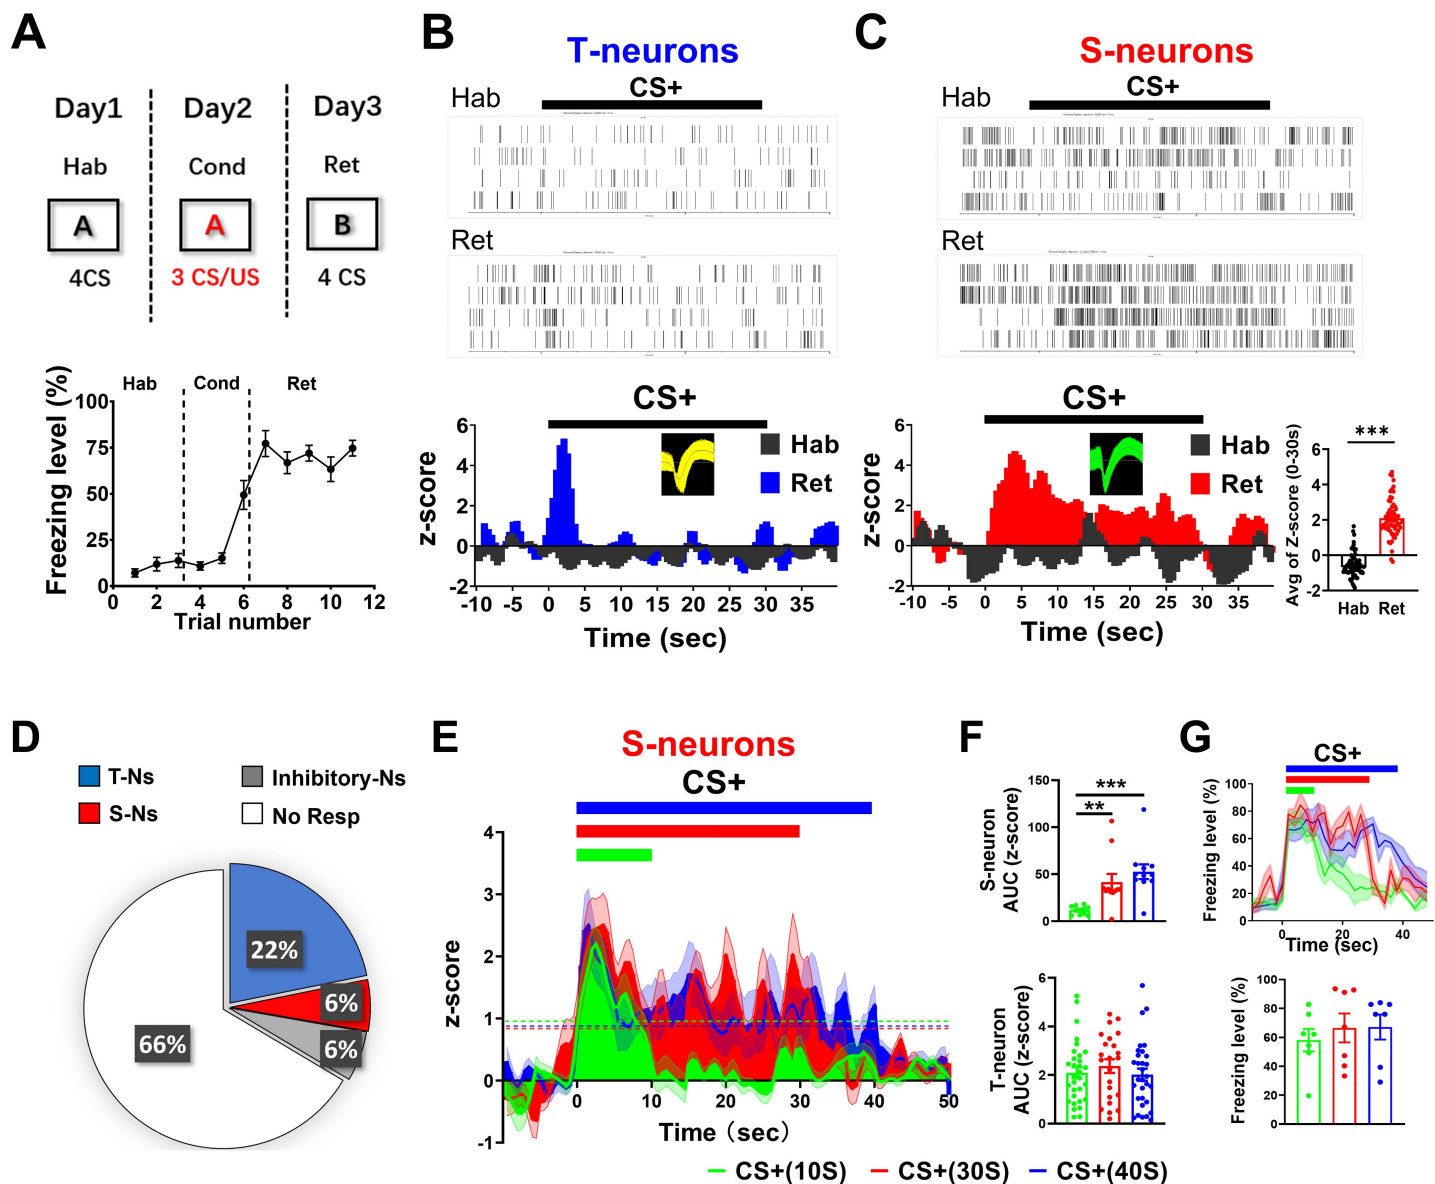 A
Day1 Day2 Day3
Hab Cond Ret
A A B
4CS 3 CS/US 4 CS
Hab Cond Ret
Freezing level (%)
100
75
50
25
0
0 2 4 6 8 10 12
Trial number
B
T-neurons
Hab
CS+
Ret
CS+
Hab
Ret
z-score
6
4
2
0
-2
-10 -5 0 5 10 15 20 25 30 35
Time (sec)
C
S-neurons
Hab
CS+
Ret
CS+
Hab
Ret
z-score
6
4
2
0
-2
-10 -5 0 5 10 15 20 25 30 35
Time (sec)
***
Avg of Z-score (0-30s)
6
4
2
0
-2
Hab Ret
D
T-Ns
Inhibitory-Ns
S-Ns
No Resp
22%
6%
6%
66%
E
S-neurons
CS+
z-score
4
3
2
1
0
-1
0 10 20 30 40 50
Time (sec)
CS+(10S) CS+(30S) CS+(40S)
F
S-neuron
AUC (z-score)
150
100
50
0
***
**
T-neuron
AUC (z-score)
6
4
2
0
G
CS+
Freezing level (%)
100
80
60
40
20
0
0 20 40
Time (sec)
Freezing level (%)
100
80
60
40
20
0